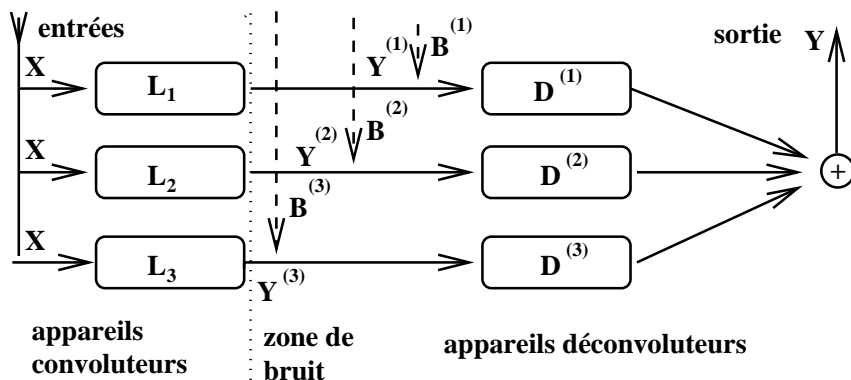 entrées
sortie
X
L1
Y(1)
B(1)
D(1)
Y
X
L2
Y(2)
B(2)
D(2)
+
X
L3
Y(3)
B(3)
D(3)
appareils
convoluteurs
zone de
bruit
appareils déconvoluteurs